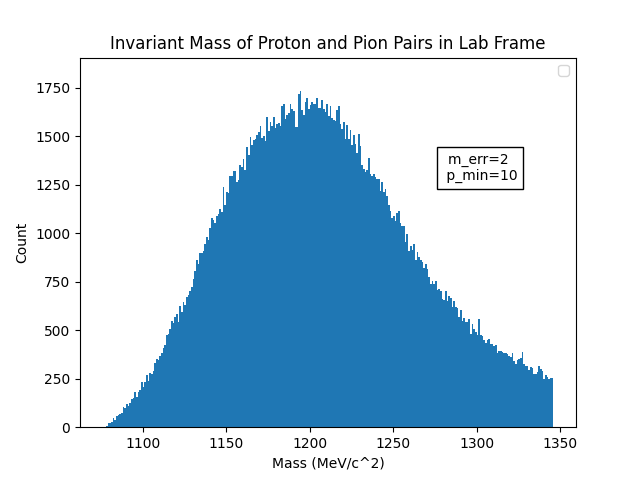 Invariant Mass of Proton and Pion Pairs in Lab Frame
1750
1500
1250
1000
750
500
250
0
Count
m_err=2
p_min=10
1100 1150 1200 1250 1300 1350
Mass (MeV/c^2)